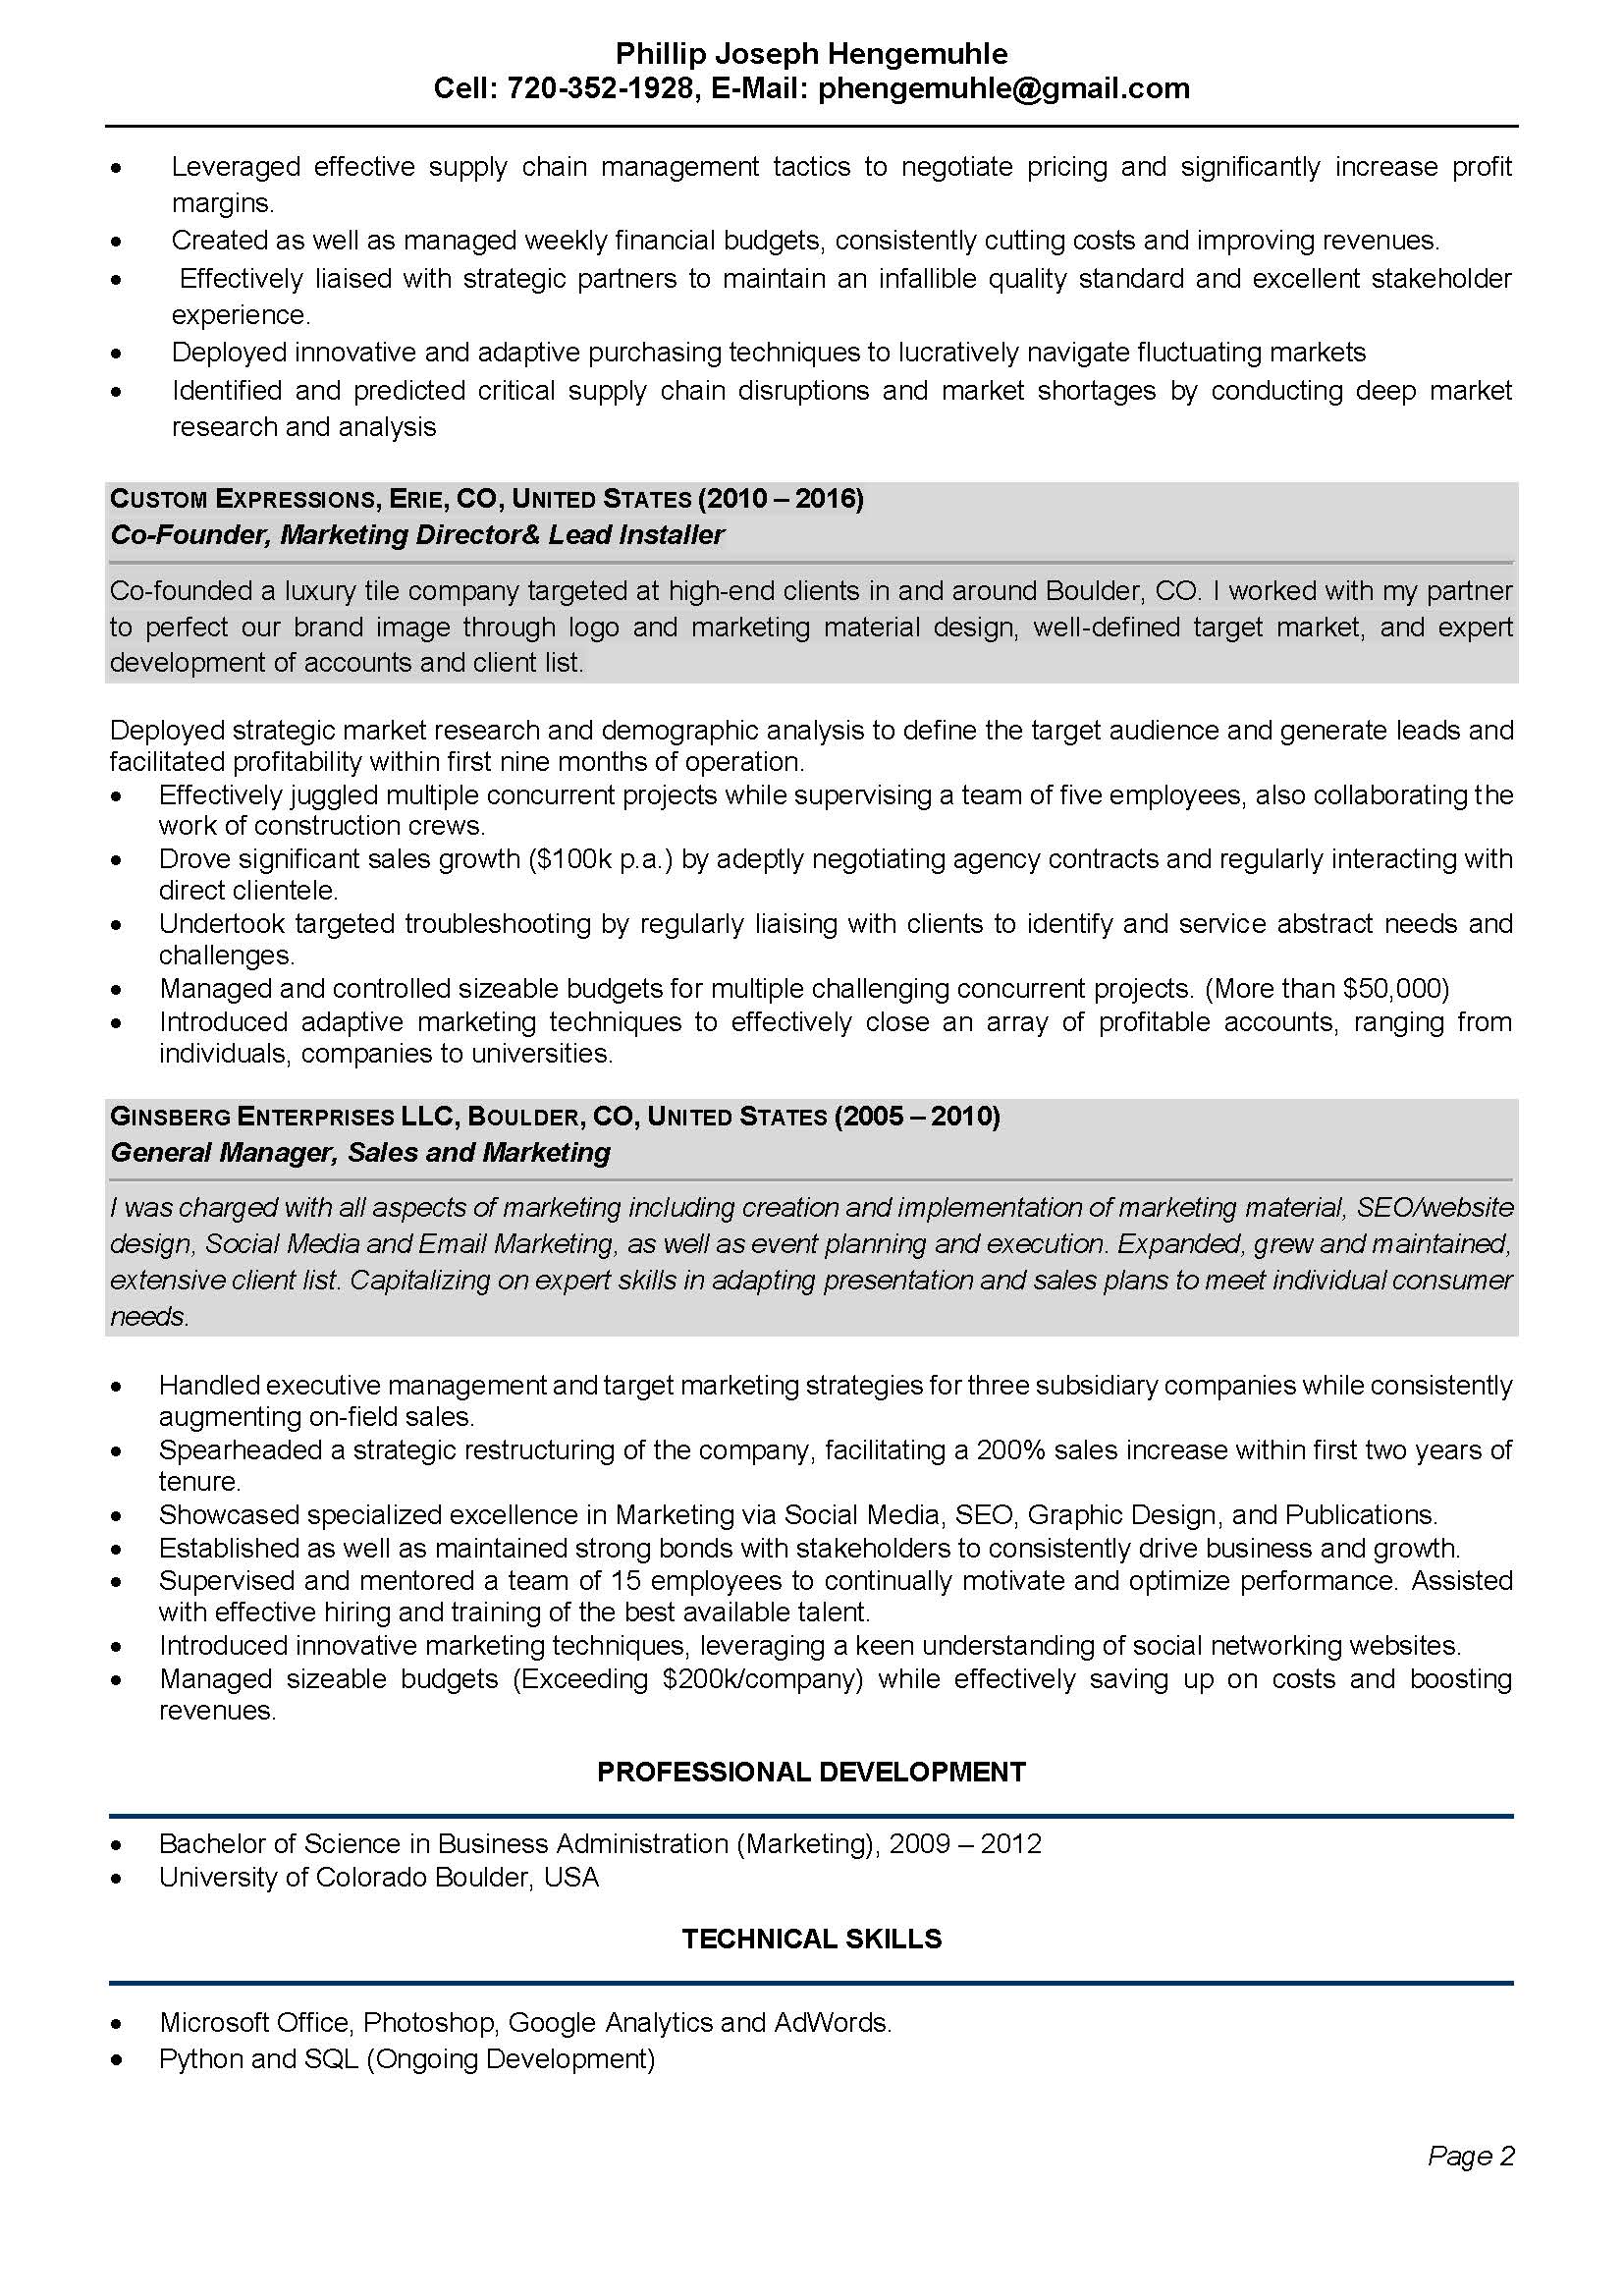 Phillip Joseph Hengemuhle
Cell: 720-352-1928, E-Mail: phengemuhle@gmail.com
• Leveraged effective supply chain management tactics to negotiate pricing and significantly increase profit
margins.
• Created as well as managed weekly financial budgets, consistently cutting costs and improving revenues.
• Effectively liaised with strategic partners to maintain an infallible quality standard and excellent stakeholder
experience.
• Deployed innovative and adaptive purchasing techniques to lucratively navigate fluctuating markets
• Identified and predicted critical supply chain disruptions and market shortages by conducting deep market
research and analysis
CUSTOM EXPRESSIONS, ERIE, CO, UNITED STATES (2010 – 2016)
Co-Founder, Marketing Director& Lead Installer
Co-founded a luxury tile company targeted at high-end clients in and around Boulder, CO. I worked with my partner
to perfect our brand image through logo and marketing material design, well-defined target market, and expert
development of accounts and client list.
Deployed strategic market research and demographic analysis to define the target audience and generate leads and
facilitated profitability within first nine months of operation.
• Effectively juggled multiple concurrent projects while supervising a team of five employees, also collaborating the
work of construction crews.
• Drove significant sales growth ($100k p.a.) by adeptly negotiating agency contracts and regularly interacting with
direct clientele.
• Undertook targeted troubleshooting by regularly liaising with clients to identify and service abstract needs and
challenges.
• Managed and controlled sizeable budgets for multiple challenging concurrent projects. (More than $50,000)
• Introduced adaptive marketing techniques to effectively close an array of profitable accounts, ranging from
individuals, companies to universities.
GINSBERG ENTERPRISES LLC, BOULDER, CO, UNITED STATES (2005 – 2010)
General Manager, Sales and Marketing
I was charged with all aspects of marketing including creation and implementation of marketing material, SEO/website
design, Social Media and Email Marketing, as well as event planning and execution. Expanded, grew and maintained,
extensive client list. Capitalizing on expert skills in adapting presentation and sales plans to meet individual consumer
needs.
• Handled executive management and target marketing strategies for three subsidiary companies while consistently
augmenting on-field sales.
• Spearheaded a strategic restructuring of the company, facilitating a 200% sales increase within first two years of
tenure.
• Showcased specialized excellence in Marketing via Social Media, SEO, Graphic Design, and Publications.
• Established as well as maintained strong bonds with stakeholders to consistently drive business and growth.
• Supervised and mentored a team of 15 employees to continually motivate and optimize performance. Assisted
with effective hiring and training of the best available talent.
• Introduced innovative marketing techniques, leveraging a keen understanding of social networking websites.
• Managed sizeable budgets (Exceeding $200k/company) while effectively saving up on costs and boosting
revenues.
PROFESSIONAL DEVELOPMENT
• Bachelor of Science in Business Administration (Marketing), 2009 – 2012
• University of Colorado Boulder, USA
TECHNICAL SKILLS
• Microsoft Office, Photoshop, Google Analytics and AdWords.
• Python and SQL (Ongoing Development)
Page 2